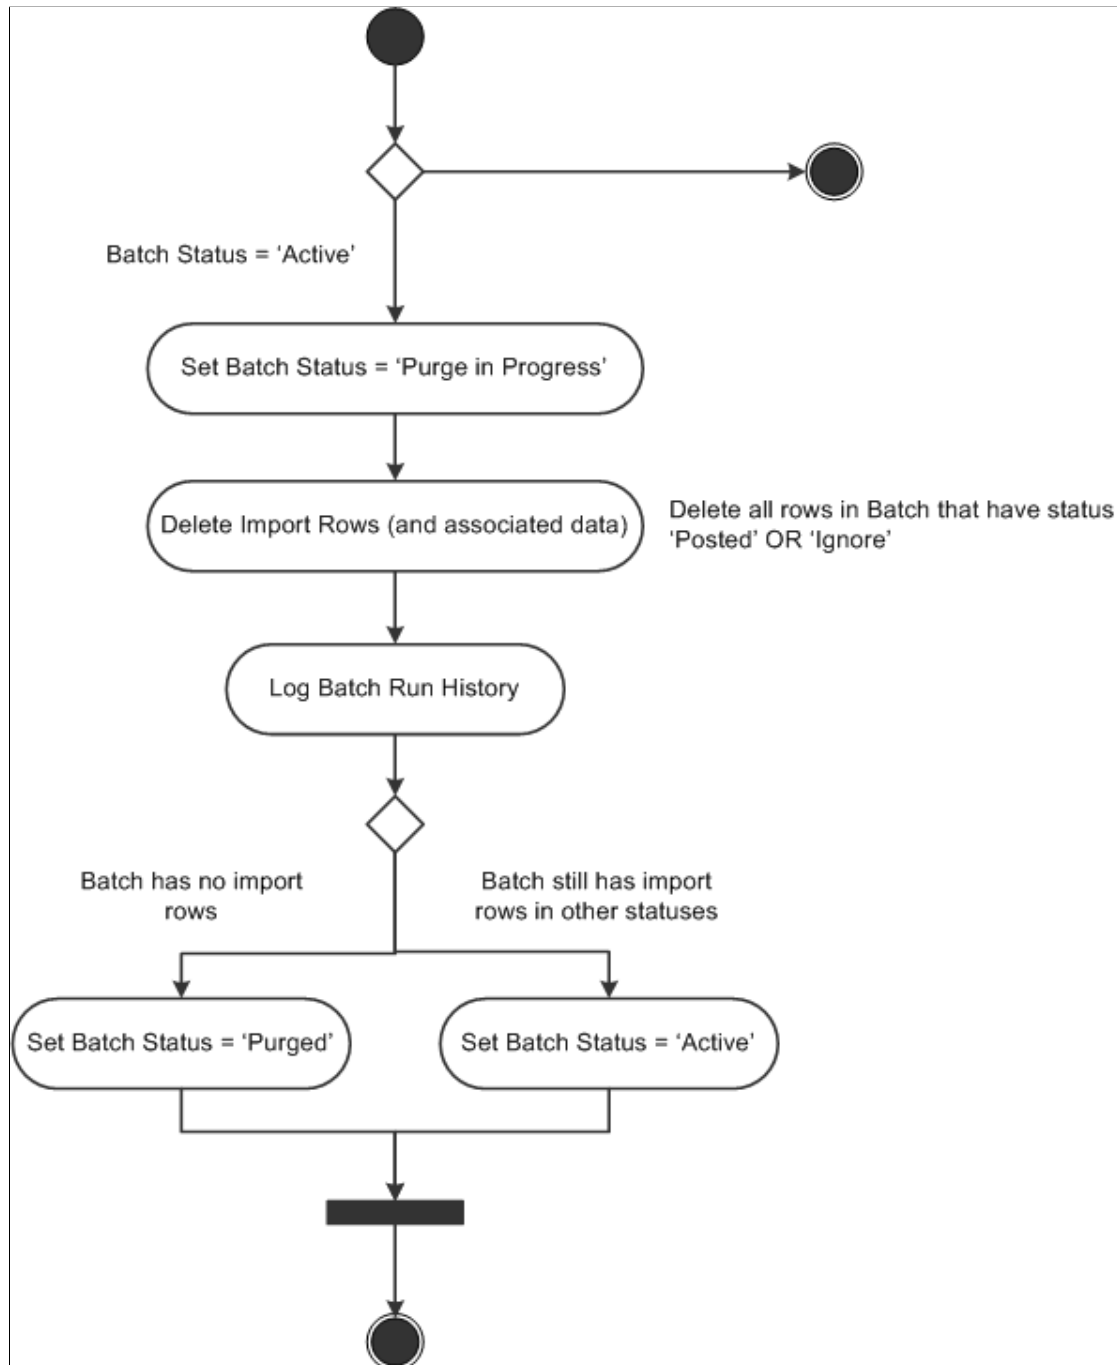 Batch Status = ‘Active’
Set Batch Status = ‘Purge in Progress’
Delete Import Rows (and associated data)
Delete all rows in Batch that have status
‘Posted’ OR ‘Ignore’
Log Batch Run History
Batch has no import
rows
Batch still has import
rows in other statuses
Set Batch Status = ‘Purged’
Set Batch Status = ‘Active’